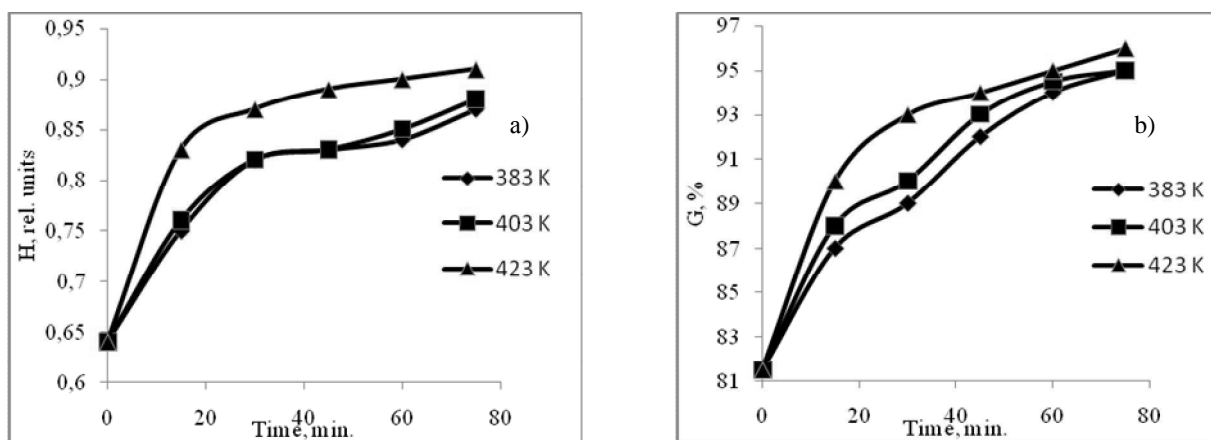 0,95
0,9
0,85
0,8
0,75
0,7
0,65
0,6
H, rel. units
0 20 40 60 80
Time, min.
a)
383 K
403 K
423 K
97
95
93
91
89
87
85
83
81
G, %
0 20 40 60 80
Time, min.
b)
383 K
403 K
423 K